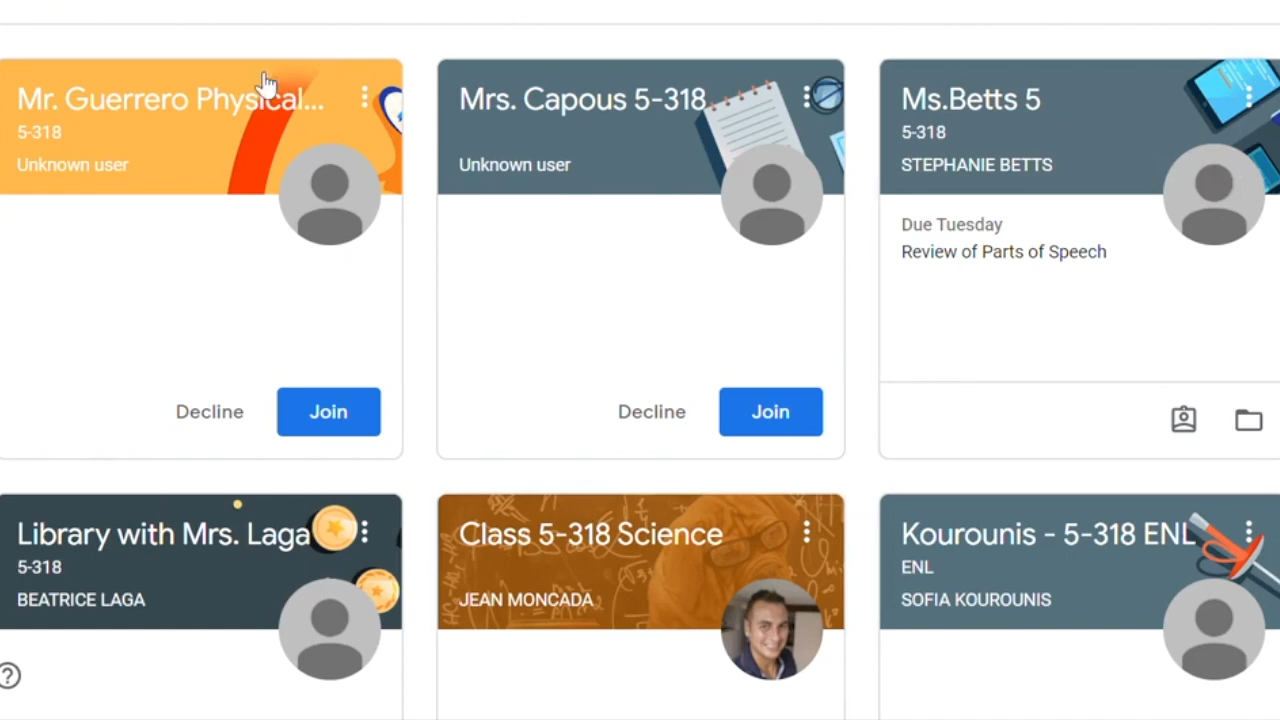 Mr. Guerrero Physical...
5-318
Unknown user
Decline
Join
Mrs. Capous 5-318
Unknown user
Decline
Join
Ms.Betts 5
5-318
STEPHANIE BETTS
Due Tuesday
Review of Parts of Speech
Library with Mrs. Laga
5-318
BEATRICE LAGA
Class 5-318 Science
JEAN MONCADA
Kourounis - 5-318 ENL
ENL
SOFIA KOUROUNIS
?